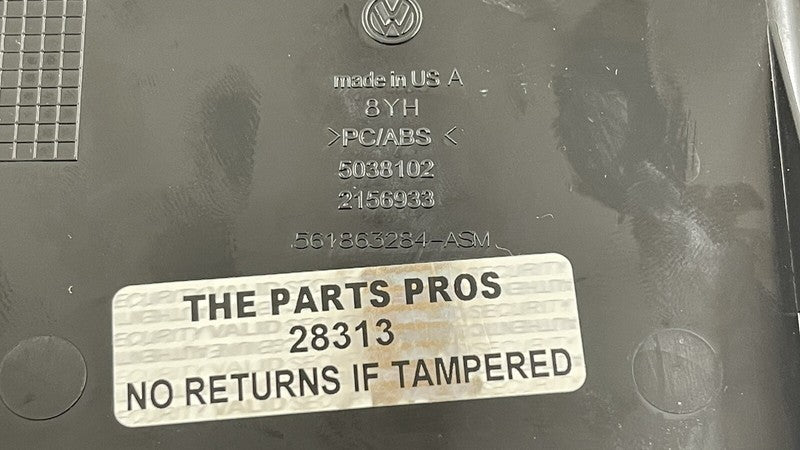 made in US A
8YH
>PC/ABS <
5038102
2156933
561863284-ASM
THE PARTS PROS
28313
NO RETURNS IF TAMPERED